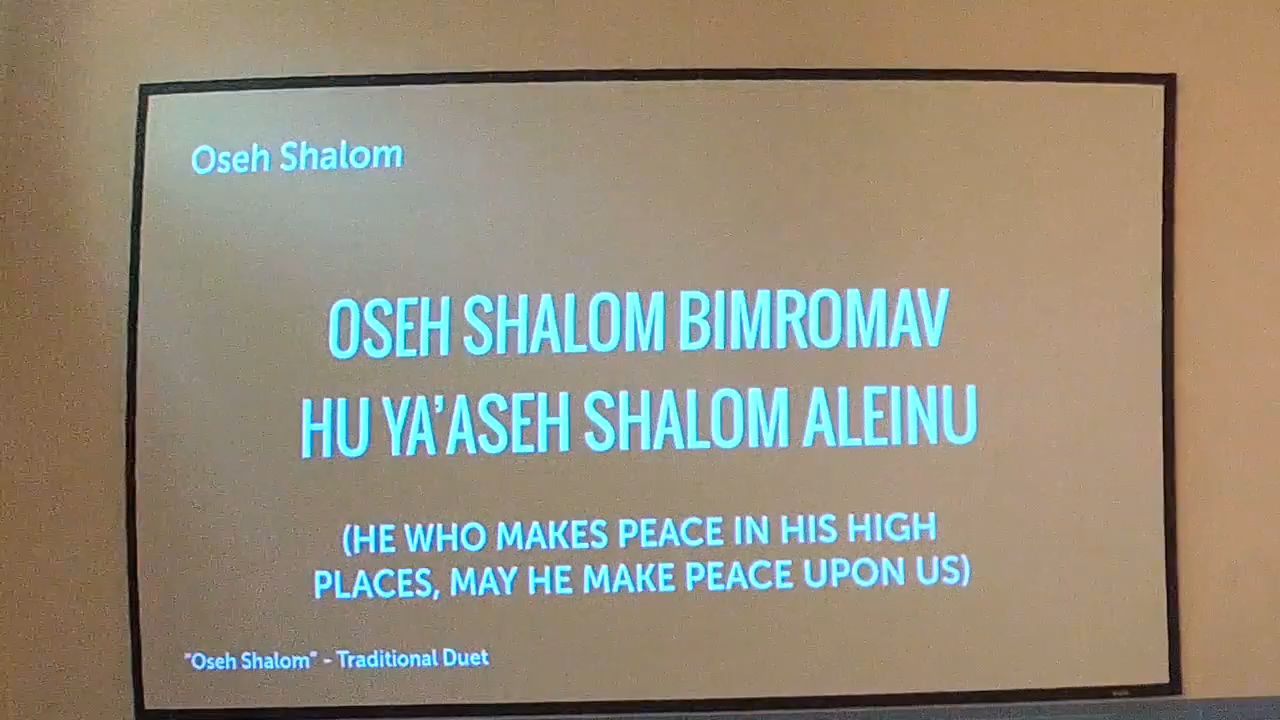 Oseh Shalom
OSEH SHALOM BIMROMAV
HU YA'ASEH SHALOM ALEINU
(HE WHO MAKES PEACE IN HIS HIGH
PLACES, MAY HE MAKE PEACE UPON US)
"Oseh Shalom" - Traditional Duet